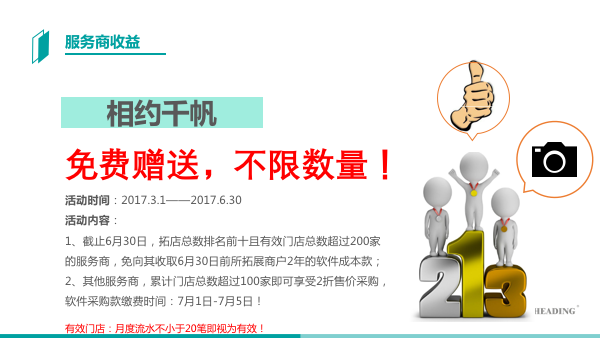 服务商收益
相约千帆
免费赠送，不限数量！
活动时间：2017.3.1——2017.6.30
活动内容：
1、截止6月30日，拓店总数排名前十且有效门店总数超过200家
的服务商，免向其收取6月30日前所拓展商户2年的软件成本款；
2、其他服务商，累计门店总数超过100家即可享受2折售价采购，
软件采购款缴费时间：7月1日-7月5日！
有效门店：月度流水不小于20笔即视为有效！
213
HEADING